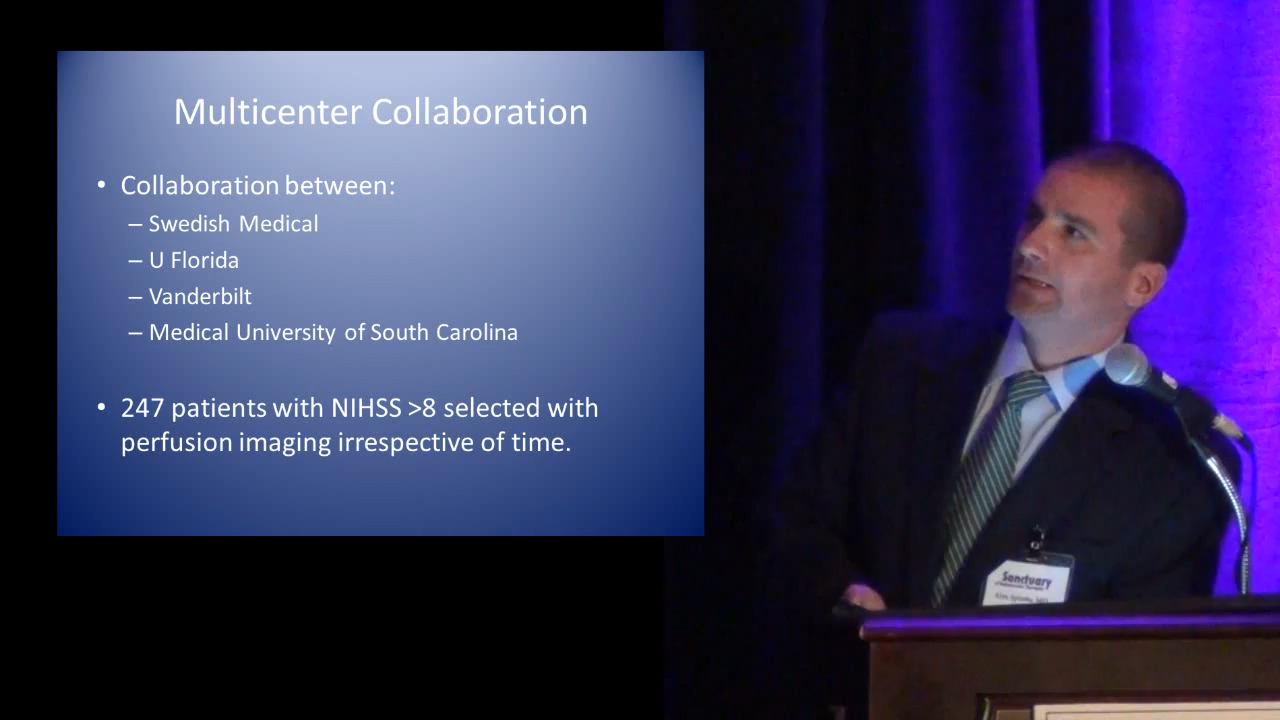 Multicenter Collaboration
• Collaboration between:
– Swedish Medical
– U Florida
– Vanderbilt
– Medical University of South Carolina
• 247 patients with NIHSS >8 selected with
perfusion imaging irrespective of time.
Sanctuary